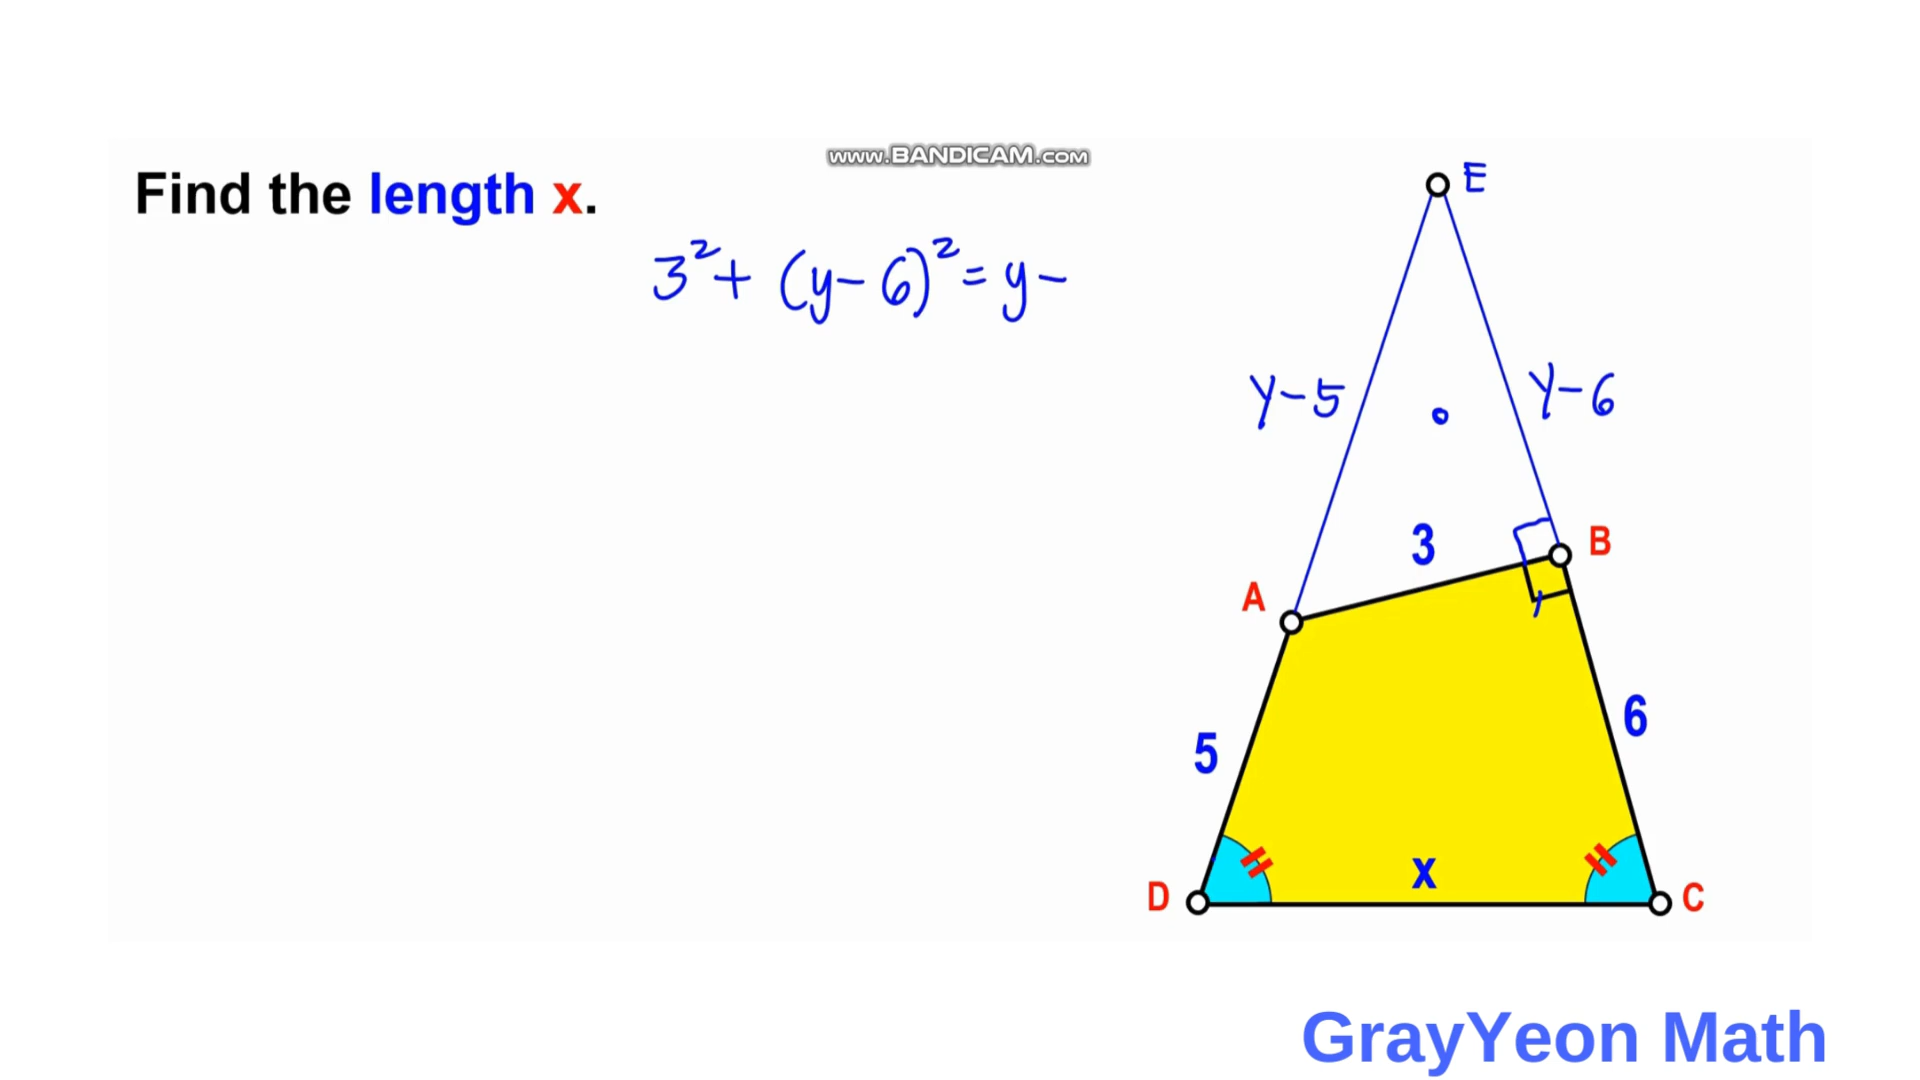 www.BANDICAM.com
Find the length x.
3² + (y - 6)² = y -
E
y - 5
y - 6
3
B
A
5
6
x
D
C
GrayYeon Math